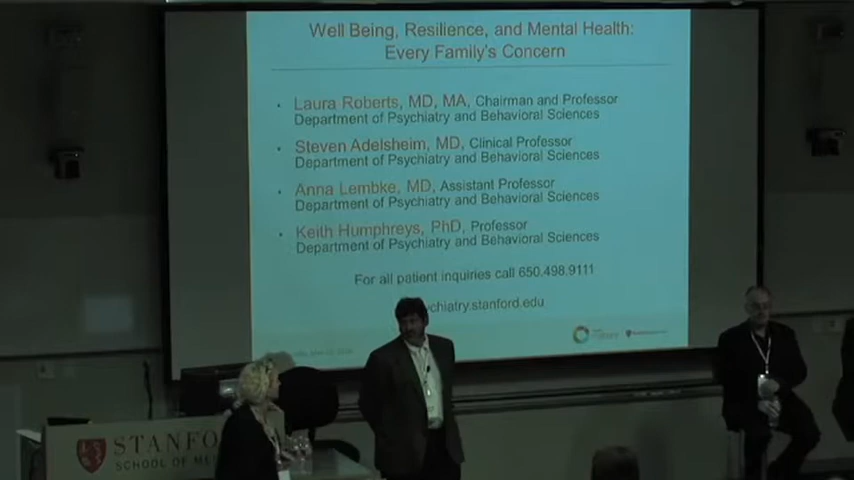 Well Being, Resilience, and Mental Health:
Every Family's Concern
Laura Roberts, MD, MA, Chairman and Professor
Department of Psychiatry and Behavioral Sciences
Steven Adelsheim, MD, Clinical Professor
Department of Psychiatry and Behavioral Sciences
Anna Lembke, MD, Assistant Professor
Department of Psychiatry and Behavioral Sciences
Keith Humphreys, PhD, Professor
Department of Psychiatry and Behavioral Sciences
For all patient inquiries call 650.498.9111
ychiatry.stanford.edu
STANFO
SCHOOL OF ME